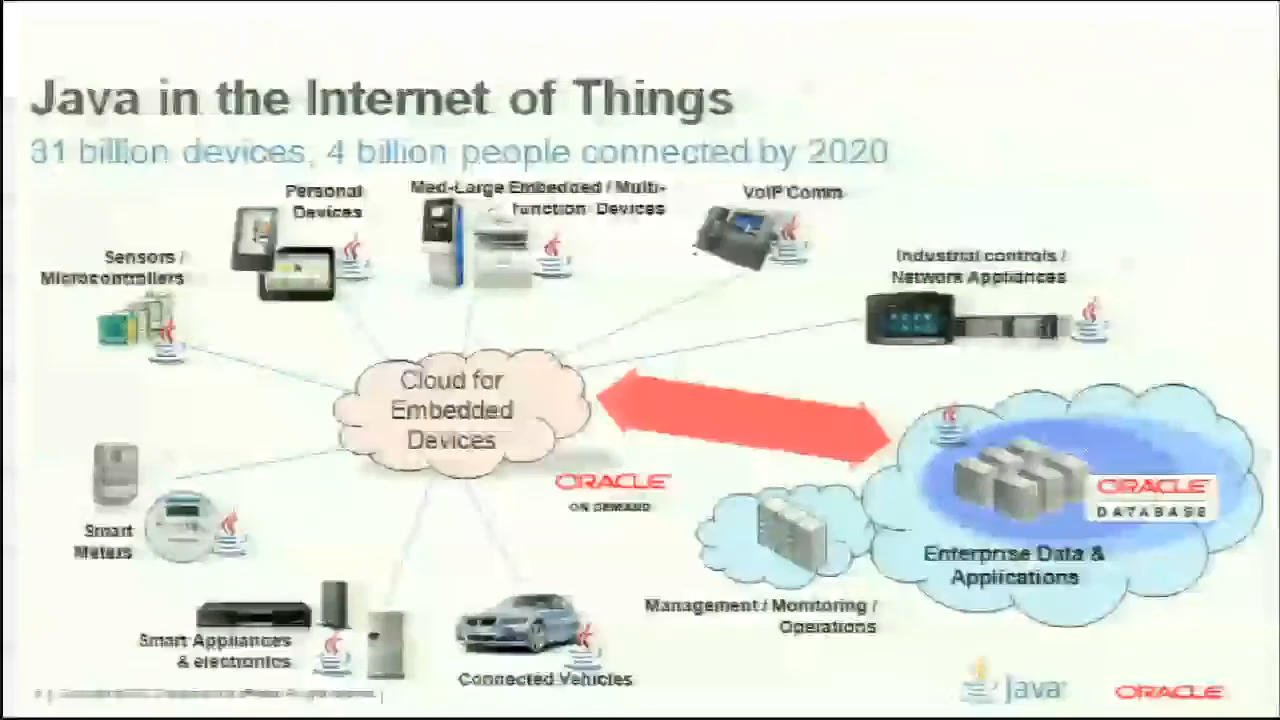 Java in the Internet of Things
31 billion devices, 4 billion people connected by 2020
Personal
Devices
Med-Large Embedded / Multi-
function Devices
VoIP Comm
Sensors /
Microcontrollers
Industrial controls /
Network Appliances
Cloud for
Embedded
Devices
ORACLE
ON DEMAND
ORACLE
DATABASE
Enterprise Data &
Applications
Smart
Meters
Management / Monitoring /
Operations
Smart Appliances
& electronics
Connected Vehicles
Java
ORACLE